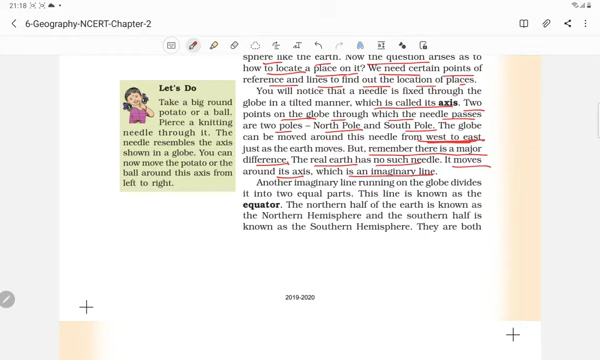 21:18
84%
6-Geography-NCERT-Chapter-2
sphere like the earth. Now the question arises as to
how to locate a place on it? We need certain points of
reference and lines to find out the location of places.
You will notice that a needle is fixed through the
globe in a tilted manner, which is called its axis. Two
points on the globe through which the needle passes
are two poles – North Pole and South Pole. The globe
can be moved around this needle from west to east
just as the earth moves. But, remember there is a major
difference. The real earth has no such needle. It moves
around its axis, which is an imaginary line.
Another imaginary line running on the globe divides
it into two equal parts. This line is known as the
equator. The northern half of the earth is known as
the Northern Hemisphere and the southern half is
known as the Southern Hemisphere. They are both
Let's Do
Take a big round
potato or a ball.
Pierce a knitting
needle through it. The
needle resembles the axis
shown in a globe. You can
now move the potato or the
ball around this axis from
left to right.
2019-2020